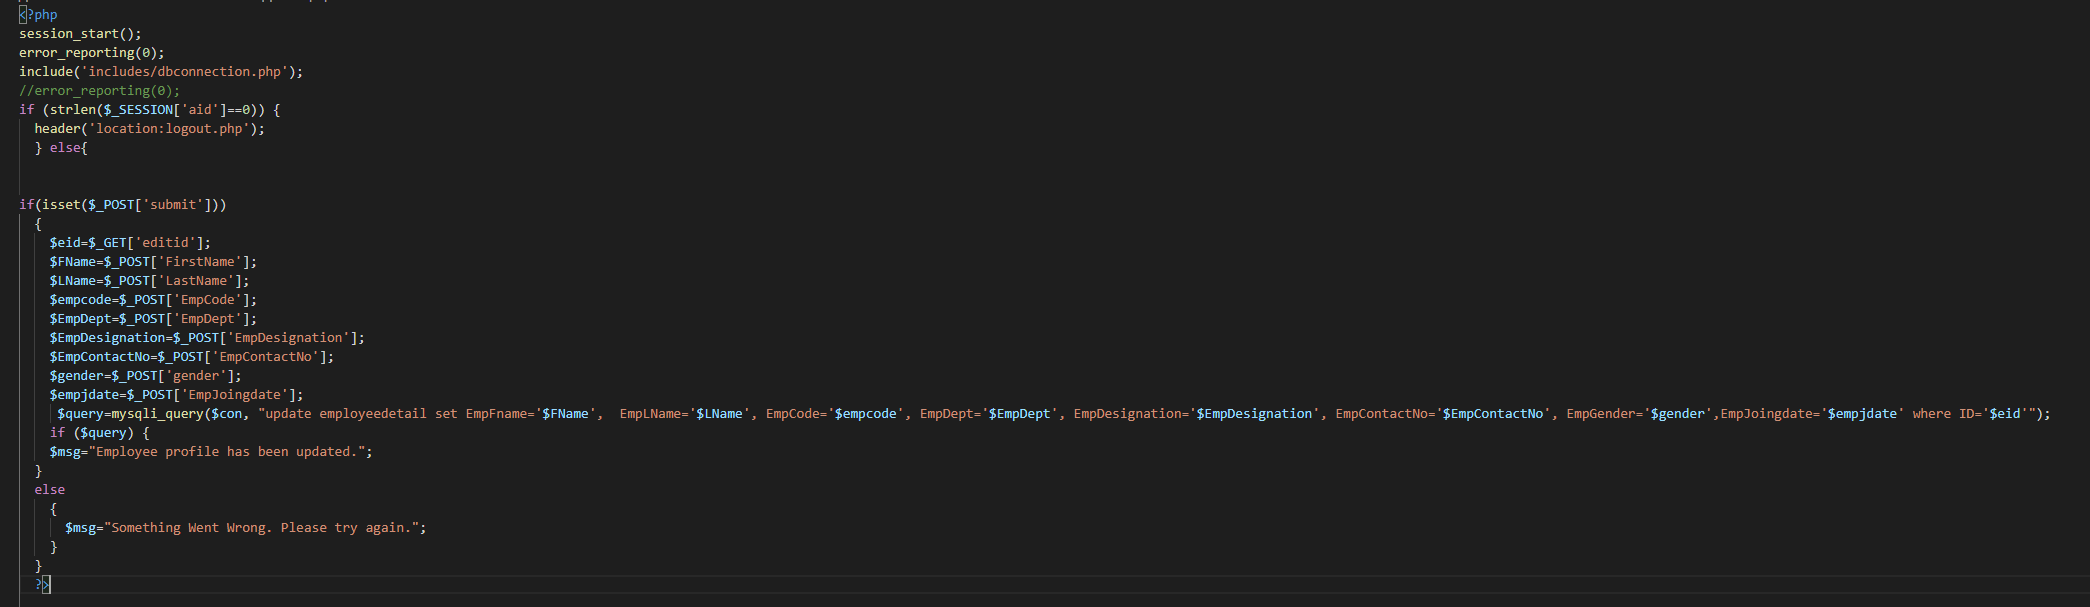 <?php
session_start();
error_reporting(0);
include('includes/dbconnection.php');
//error_reporting(0);
if (strlen($_SESSION['aid']==0)) {
  header('location:logout.php');
  } else{
if(isset($_POST['submit']))
  {
    $eid=$_GET['editid'];
    $FName=$_POST['FirstName'];
    $LName=$_POST['LastName'];
    $empcode=$_POST['EmpCode'];
    $EmpDept=$_POST['EmpDept'];
    $EmpDesignation=$_POST['EmpDesignation'];
    $EmpContactNo=$_POST['EmpContactNo'];
    $gender=$_POST['gender'];
    $empjdate=$_POST['EmpJoingdate'];
     $query=mysqli_query($con, "update employeedetail set EmpFname='$FName',  EmpLName='$LName', EmpCode='$empcode', EmpDept='$EmpDept', EmpDesignation='$EmpDesignation', EmpContactNo='$EmpContactNo', EmpGender='$gender',EmpJoingdate='$empjdate' where ID='$eid'");
    if ($query) {
    $msg="Employee profile has been updated.";
  }
  else
    {
      $msg="Something Went Wrong. Please try again.";
    }
  }
  ?>